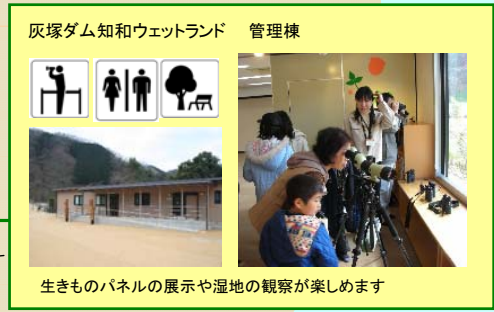 灰塚ダム知和ウェットランド　管理棟
生きものパネルの展示や湿地の観察が楽しめます